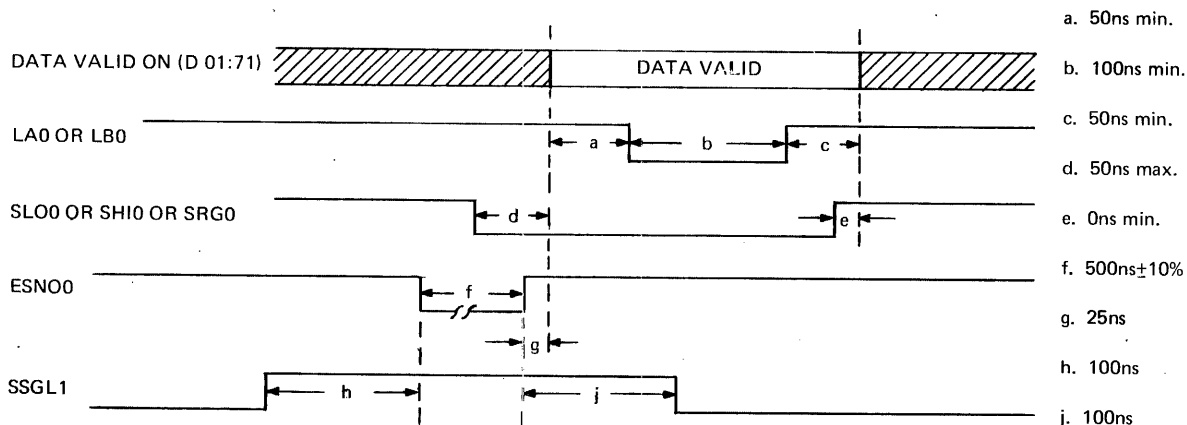 a. 50ns min.
DATA VALID ON (D 01:71)
DATA VALID
b. 100ns min.
LA0 OR LB0
a
b
c
c. 50ns min.
d. 50ns max.
SLO0 OR SHI0 OR SRG0
d
e
e. 0ns min.
ESNO0
f
f. 500ns±10%
g
g. 25ns
SSGL1
h
j
h. 100ns
j. 100ns